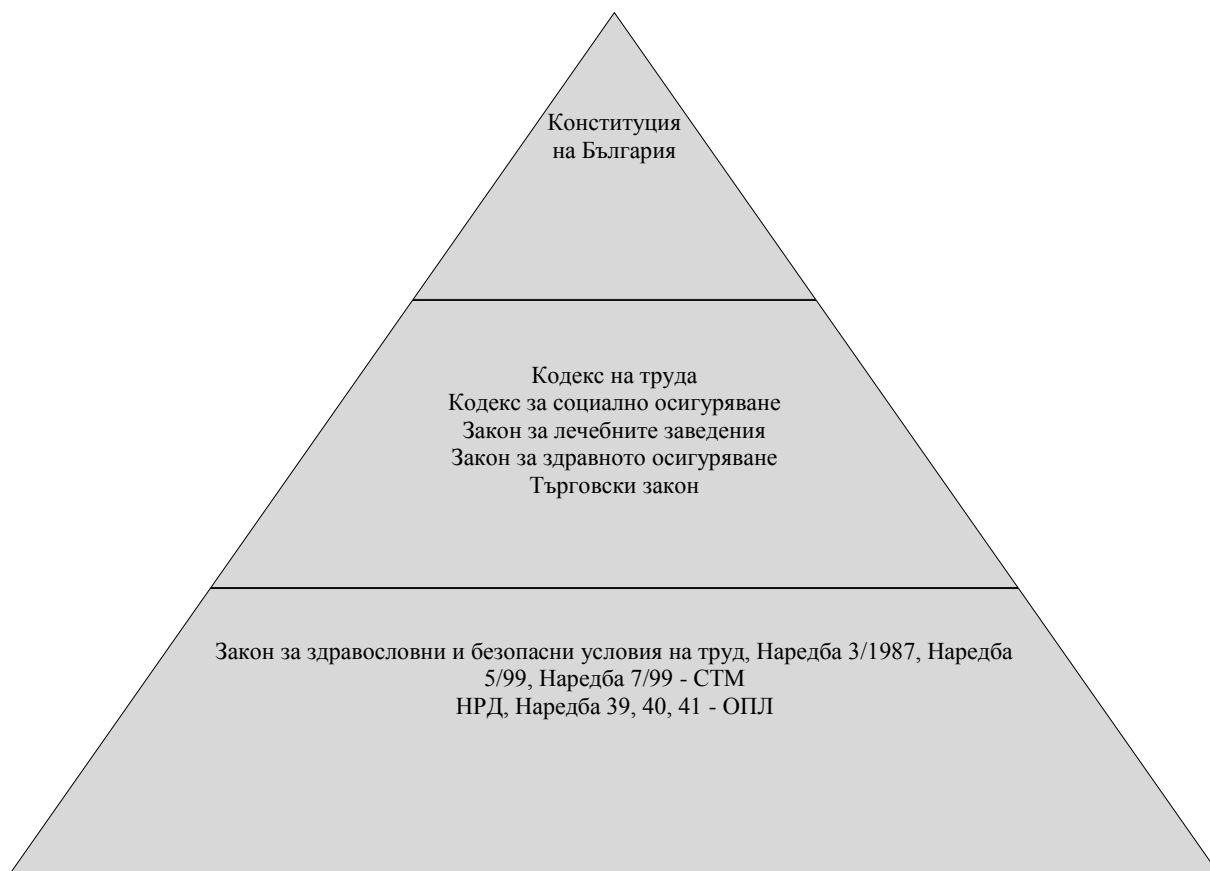 Конституция
на България
Кодекс на труда
Кодекс за социално осигуряване
Закон за лечебните заведения
Закон за здравното осигуряване
Търговски закон
Закон за здравословни и безопасни условия на труд, Наредба 3/1987, Наредба
5/99, Наредба 7/99 - СТМ
НРД, Наредба 39, 40, 41 - ОПЛ